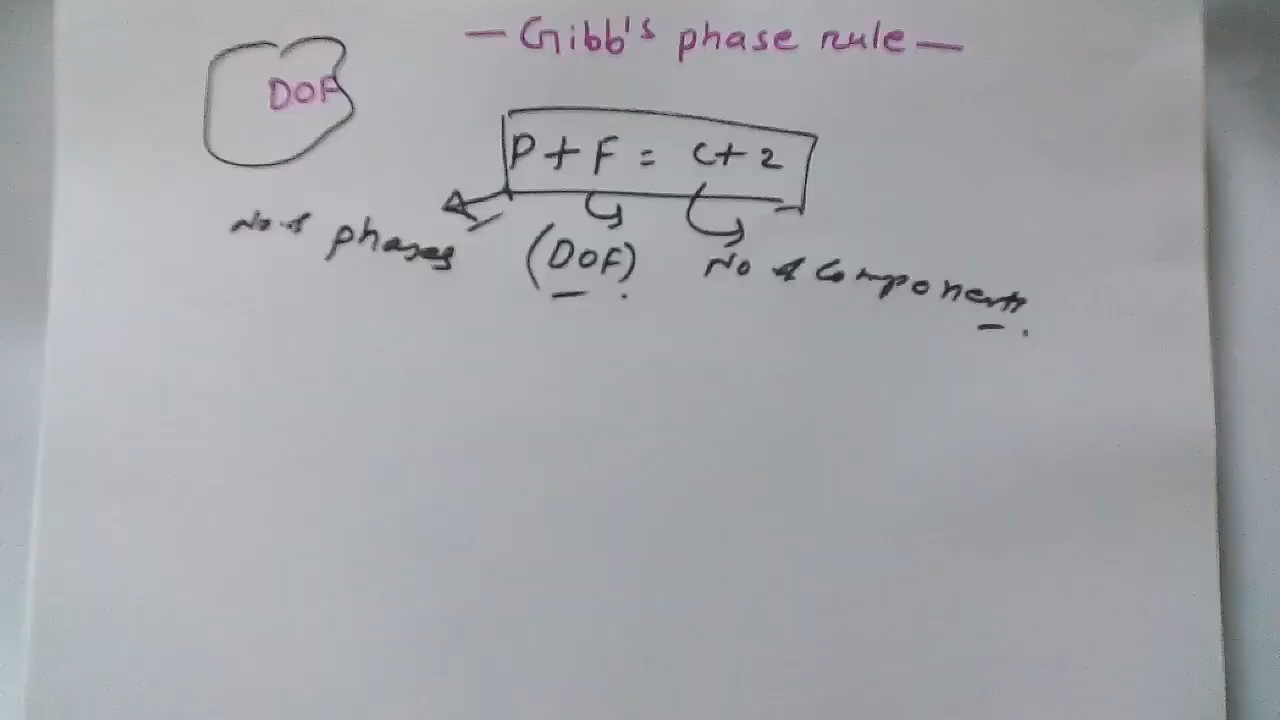 — Gibb's phase rule —
DOF
P + F = C + 2
No of phases
(DOF)
No of components.